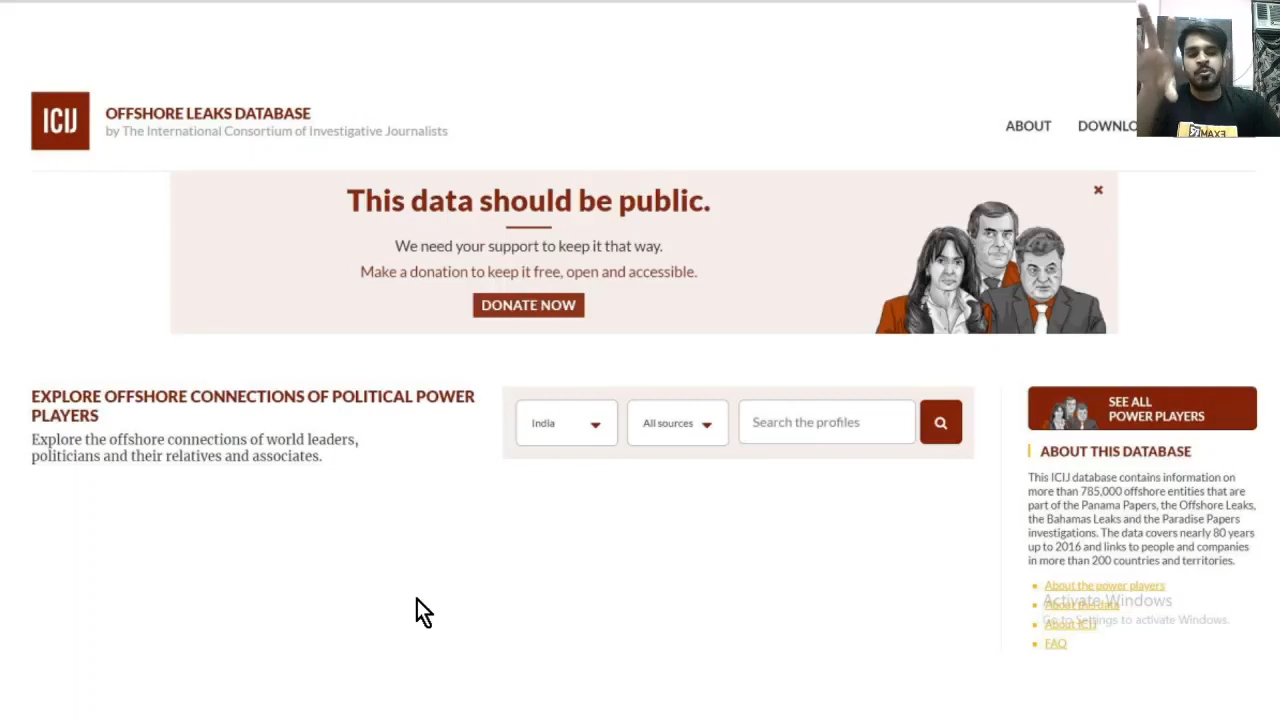 ICIJ
OFFSHORE LEAKS DATABASE
by The International Consortium of Investigative Journalists
ABOUT
This data should be public.
We need your support to keep it that way.
Make a donation to keep it free, open and accessible.
DONATE NOW
EXPLORE OFFSHORE CONNECTIONS OF POLITICAL POWER
PLAYERS
Explore the offshore connections of world leaders,
politicians and their relatives and associates.
India
All sources
Search the profiles
SEE ALL
POWER PLAYERS
ABOUT THIS DATABASE
This ICIJ database contains information on
more than 785,000 offshore entities that are
part of the Panama Papers, the Offshore Leaks,
the Bahamas Leaks and the Paradise Papers
investigations. The data covers nearly 80 years
up to 2016 and links to people and companies
in more than 200 countries and territories.
About the power players
Activate Windows
About this data
Go to Settings to activate Windows.
About ICIJ
FAQ